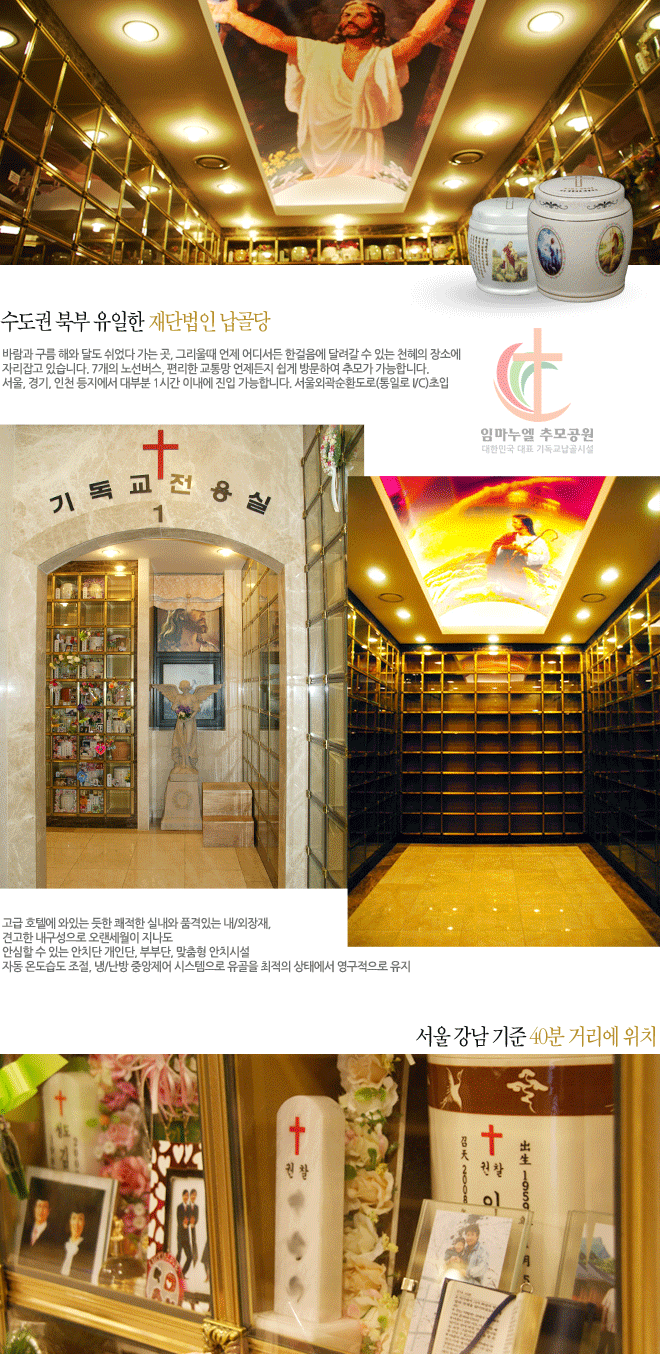 수도권 북부 유일한 재단법인 납골당
바람과 구름 해와 달도 쉬었다 가는 곳, 그리울때 언제 어디서든 한걸음에 달려갈 수 있는 천혜의 장소에
자리잡고 있습니다. 7개의 노선버스, 편리한 교통망 언제든지 쉽게 방문하여 추모가 가능합니다.
서울, 경기, 인천 등지에서 대부분 1시간 이내에 진입 가능합니다. 서울외곽순환도로(통일로 I/C)초입
임마누엘 추모공원
대한민국 대표 기독교납골시설
기독교전용실
1
고급 호텔에 와있는 듯한 쾌적한 실내와 품격있는 내/외장재,
견고한 내구성으로 오랜세월이 지나도
안심할 수 있는 안치단 개인단, 부부단, 맞춤형 안치시설
자동 온도습도 조절, 냉/난방 중앙제어 시스템으로 유골을 최적의 상태에서 영구적으로 유지
서울 강남 기준 40분 거리에 위치
성도
김
권찰
권찰
出生 1959
召天 2008